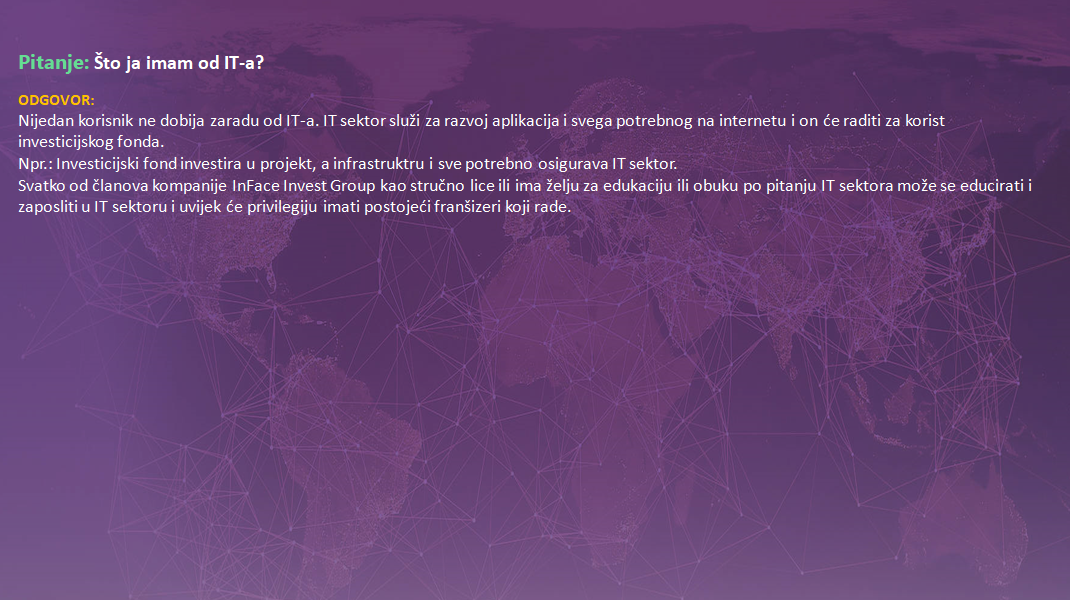 Pitanje: Što ja imam od IT-a?
ODGOVOR:
Nijedan korisnik ne dobija zaradu od IT-a. IT sektor služi za razvoj aplikacija i svega potrebnog na internetu i on će raditi za korist
investicijskog fonda.
Npr.: Investicijski fond investira u projekt, a infrastruktru i sve potrebno osigurava IT sektor.
Svatko od članova kompanije InFace Invest Group kao stručno lice ili ima želju za edukaciju ili obuku po pitanju IT sektora može se educirati i
zaposliti u IT sektoru i uvijek će privilegiju imati postojeći franšizeri koji rade.